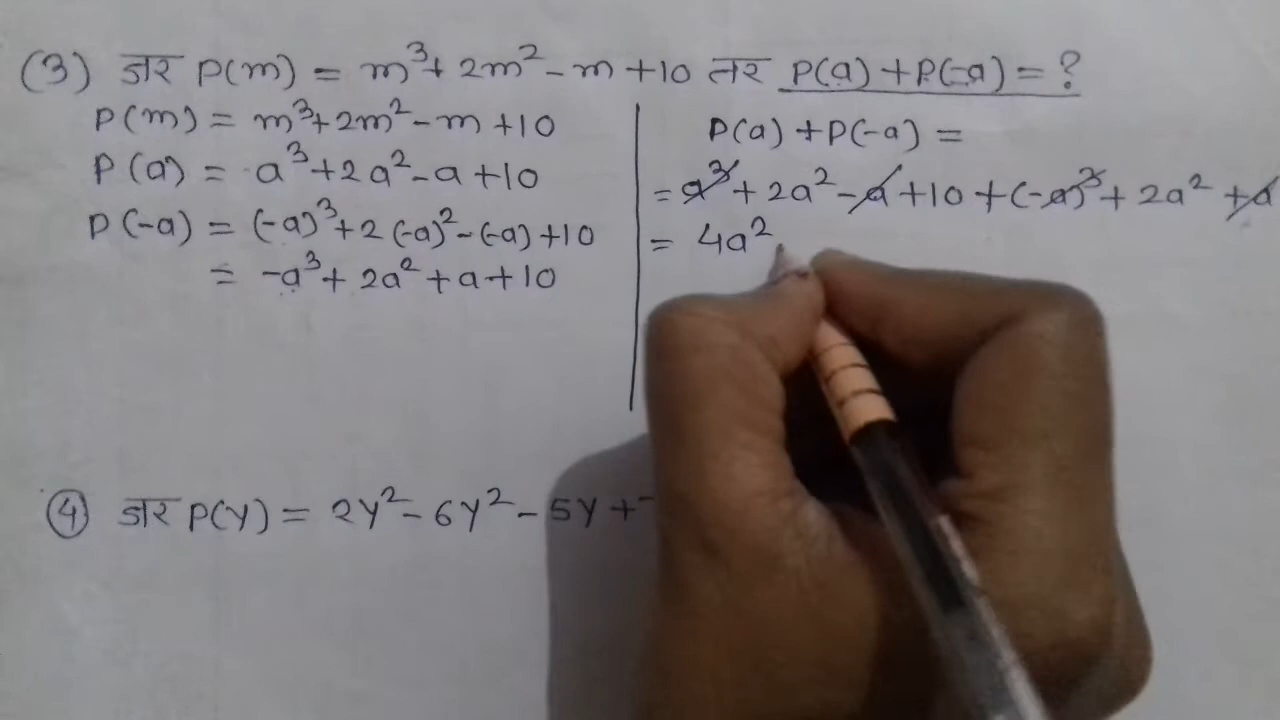 (3) जर P(m) = m³ + 2m² - m + 10 तर P(a) + P(-a) = ?
P(m) = m³ + 2m² - m + 10
P(a) = a³ + 2a² - a + 10
P(-a) = (-a)³ + 2(-a)² - (-a) + 10
= -a³ + 2a² + a + 10
P(a) + P(-a) =
= a³ + 2a² - a + 10 + (-a)³ + 2a² + a
= 4a²
(4) जर P(y) = 2y² - 6y² - 5y +